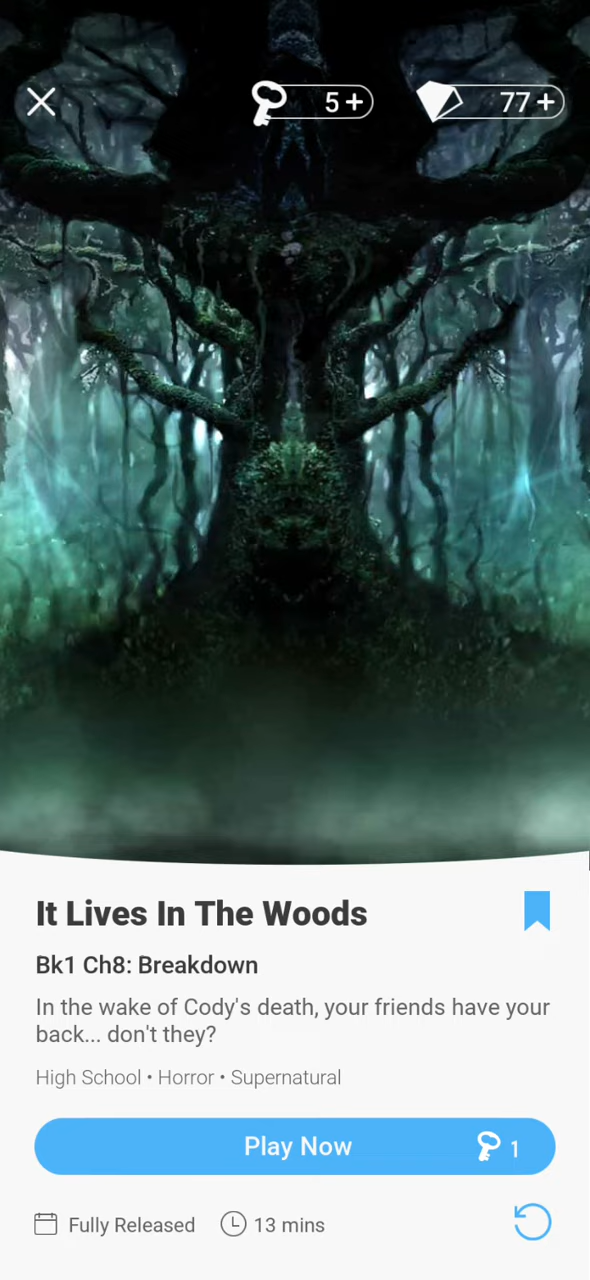 5 +
77 +
It Lives In The Woods
Bk1 Ch8: Breakdown
In the wake of Cody's death, your friends have your
back... don't they?
High School • Horror • Supernatural
Play Now 1
Fully Released 13 mins